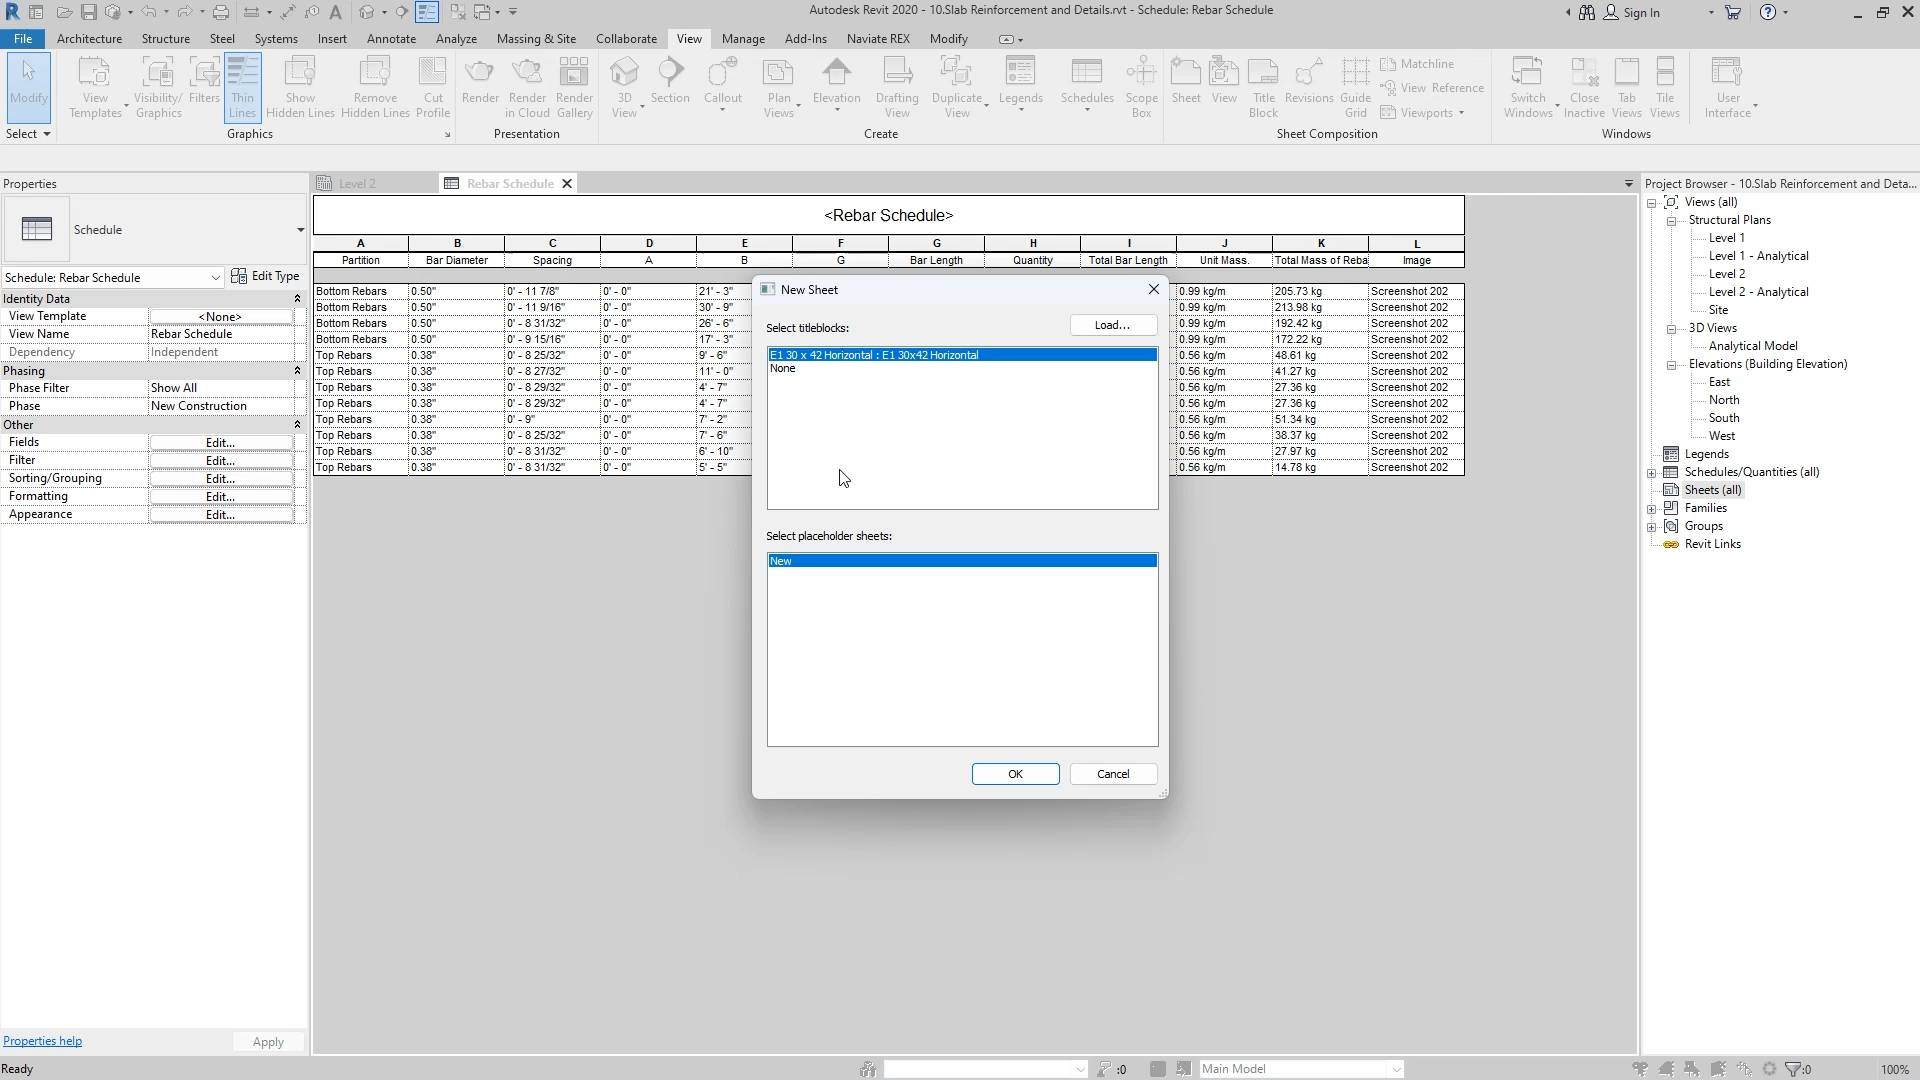 Autodesk Revit 2020 - 10.Slab Reinforcement and Details.rvt - Schedule: Rebar Schedule
Sign In
File Architecture Structure Steel Systems Insert Annotate Analyze Massing & Site Collaborate View Manage Add-Ins Naviate REX Modify
Modify
View Templates
Visibility/ Graphics
Filters
Thin Lines
Show Hidden Lines
Remove Hidden Lines
Cut Profile
Render
Render in Cloud
Render Gallery
3D View
Section
Callout
Plan Views
Elevation
Drafting View
Duplicate View
Legends
Schedules
Scope Box
Sheet
View
Title Block
Revisions
Guide Grid
Matchline
View Reference
Viewports
Switch Windows
Close Inactive
Tab Views
Tile Views
User Interface
Select Graphics Presentation Create Sheet Composition Windows
Properties
Schedule
Schedule: Rebar Schedule Edit Type
Identity Data
View Template <None>
View Name Rebar Schedule
Dependency Independent
Phasing
Phase Filter Show All
Phase New Construction
Other
Fields Edit...
Filter Edit...
Sorting/Grouping Edit...
Formatting Edit...
Appearance Edit...
Properties help Apply
Level 2 Rebar Schedule
<Rebar Schedule>
A B C D E F G H I J K L
Partition Bar Diameter Spacing A B G Bar Length Quantity Total Bar Length Unit Mass. Total Mass of Reba Image
Bottom Rebars 0.50" 0' - 11 7/8" 0' - 0" 21' - 3" 0.99 kg/m 205.73 kg Screenshot 202
Bottom Rebars 0.50" 0' - 11 9/16" 0' - 0" 30' - 9" 0.99 kg/m 213.98 kg Screenshot 202
Bottom Rebars 0.50" 0' - 8 31/32" 0' - 0" 26' - 6" 0.99 kg/m 192.42 kg Screenshot 202
Bottom Rebars 0.50" 0' - 9 15/16" 0' - 0" 17' - 3" 0.99 kg/m 172.22 kg Screenshot 202
Top Rebars 0.38" 0' - 8 25/32" 0' - 0" 9' - 6" 0.56 kg/m 48.61 kg Screenshot 202
Top Rebars 0.38" 0' - 8 27/32" 0' - 0" 11' - 0" 0.56 kg/m 41.27 kg Screenshot 202
Top Rebars 0.38" 0' - 8 29/32" 0' - 0" 4' - 7" 0.56 kg/m 27.36 kg Screenshot 202
Top Rebars 0.38" 0' - 8 29/32" 0' - 0" 4' - 7" 0.56 kg/m 27.36 kg Screenshot 202
Top Rebars 0.38" 0' - 9" 0' - 0" 7' - 2" 0.56 kg/m 51.34 kg Screenshot 202
Top Rebars 0.38" 0' - 8 25/32" 0' - 0" 7' - 6" 0.56 kg/m 38.37 kg Screenshot 202
Top Rebars 0.38" 0' - 8 31/32" 0' - 0" 6' - 10" 0.56 kg/m 27.97 kg Screenshot 202
Top Rebars 0.38" 0' - 8 31/32" 0' - 0" 5' - 5" 0.56 kg/m 14.78 kg Screenshot 202
New Sheet
Select titleblocks: Load...
E1 30 x 42 Horizontal : E1 30x42 Horizontal
None
Select placeholder sheets:
New
OK Cancel
Project Browser - 10.Slab Reinforcement and Deta...
Views (all)
Structural Plans
Level 1
Level 1 - Analytical
Level 2
Level 2 - Analytical
Site
3D Views
Analytical Model
Elevations (Building Elevation)
East
North
South
West
Legends
Schedules/Quantities (all)
Sheets (all)
Families
Groups
Revit Links
Ready :0 Main Model :0 100%